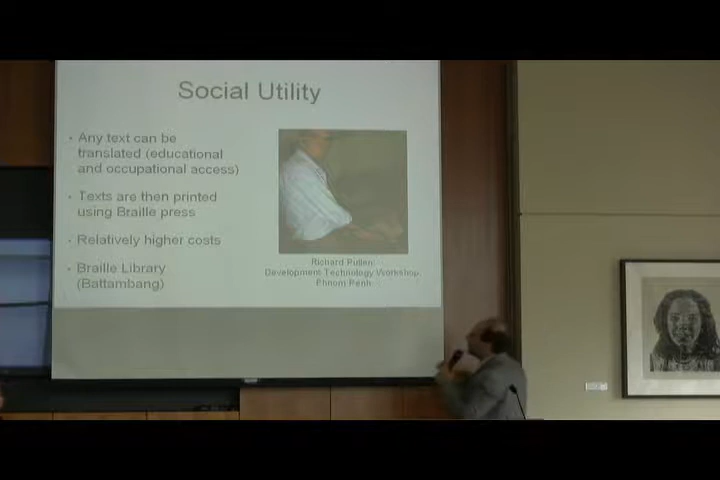 Social Utility
• Any text can be
translated (educational
and occupational access)
• Texts are then printed
using Braille press
• Relatively higher costs
• Braille Library
(Battambang)
Richard Pullen:
Development Technology Workshop,
Phnom Penh